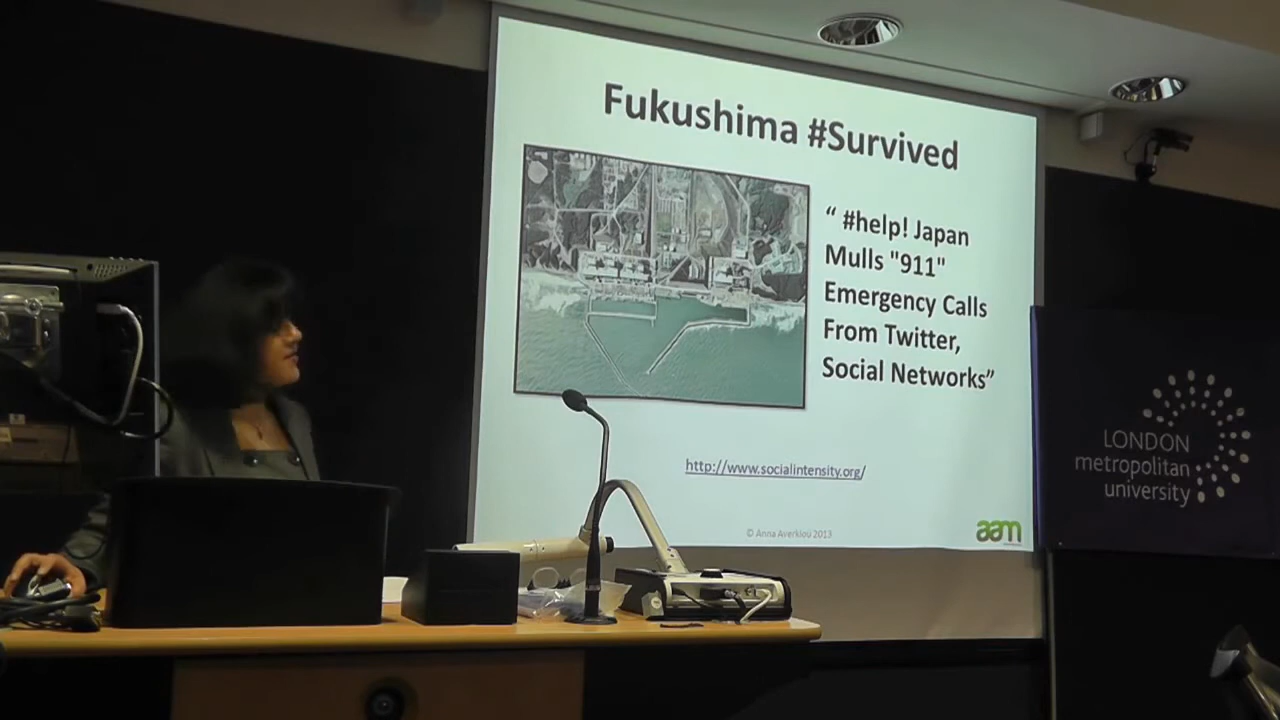 Fukushima #Survived
“ #help! Japan
Mulls "911"
Emergency Calls
From Twitter,
Social Networks”
http://www.socialintensity.org/
© Anna Averkiou 2013
aam
LONDON
metropolitan
university